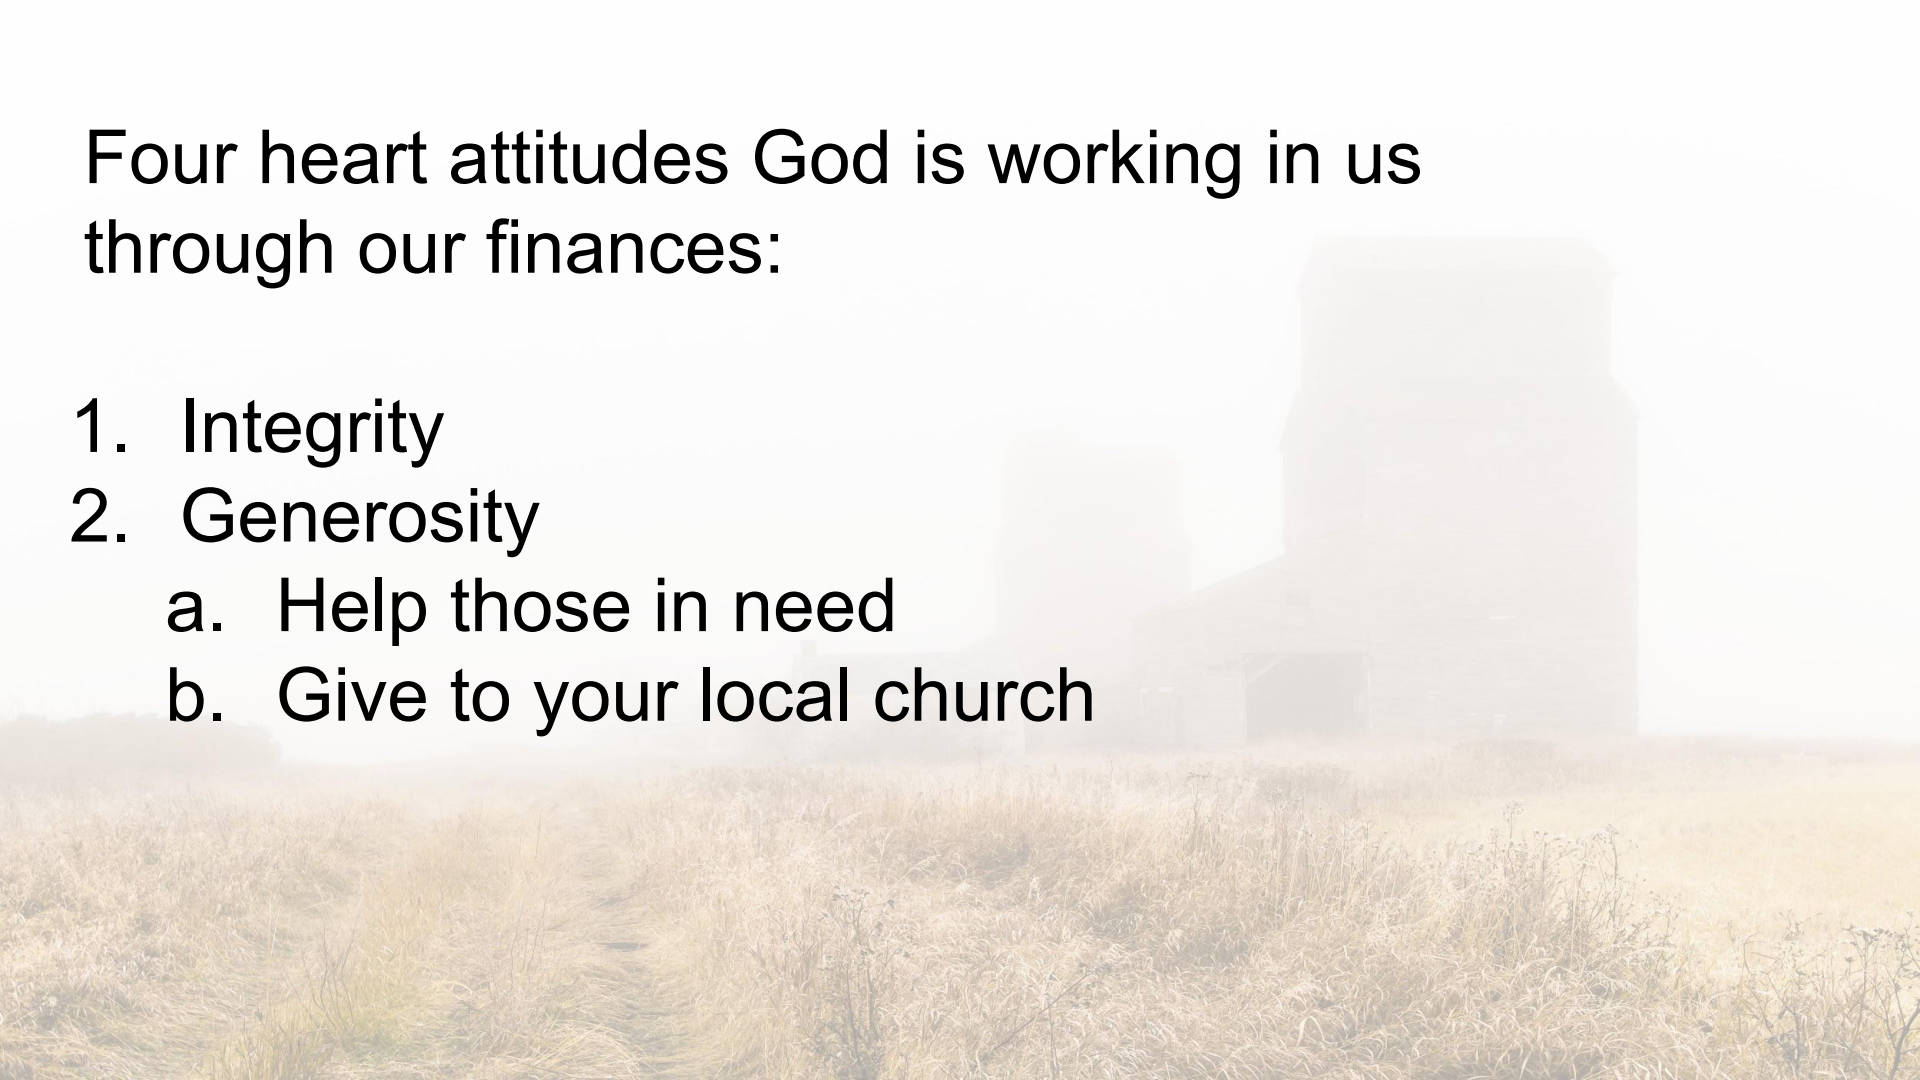 Four heart attitudes God is working in us
through our finances:
1. Integrity
2. Generosity
a. Help those in need
b. Give to your local church